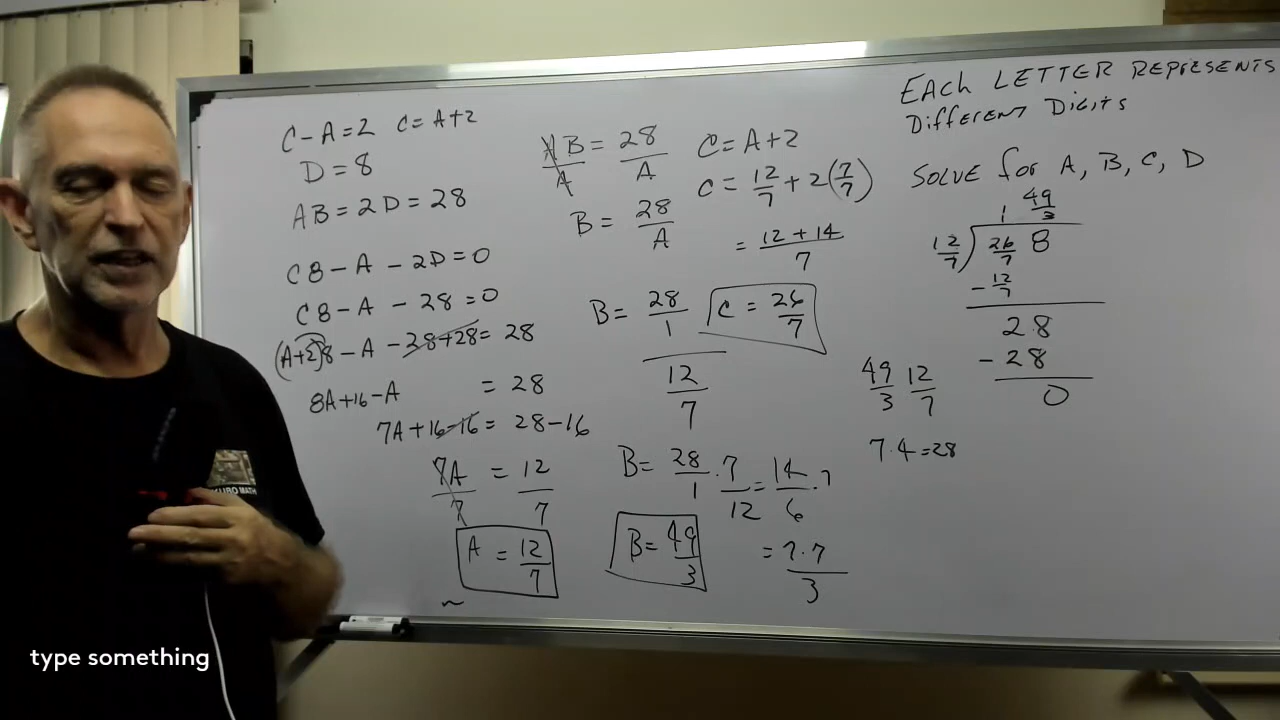 EACH LETTER REPRESENTS
Different Digits
SOLVE for A, B, C, D
C-A=2 C=A+2
D=8
AB=2D=28
C8-A-2D=0
C8-A-28=0
(A+2)8-A-28+28=28
8A+16-A =28
7A+16-16=28-16
7A/7 = 12/7
A = 12/7
AB/A = 28/A
B = 28/A
B = 28/1
12/7
B = 28/1 · 7/12 = 14/6 · 7
= 7·7/3
B = 49/3
C = A+2
C = 12/7 + 2(7/7)
= 12+14/7
C = 26/7
1 49/3
12/7 26/7 8
-12/7
28
-28
0
49/3 12/7
7·4=28
KURO MATH
type something